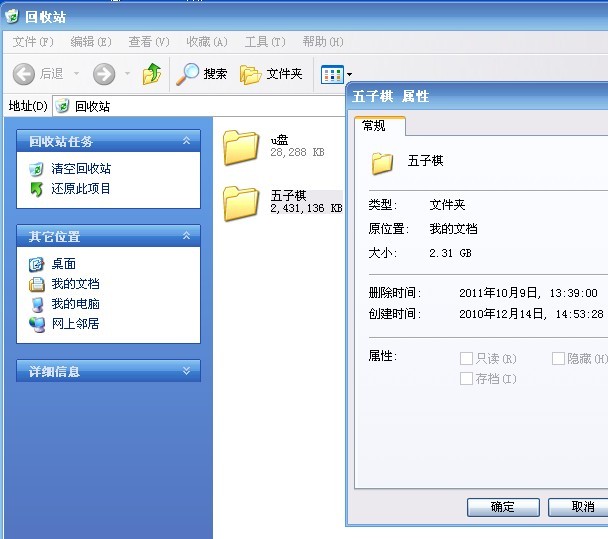 回收站
文件(F) 编辑(E) 查看(V) 收藏(A) 工具(T) 帮助(H)
后退 搜索 文件夹
地址(D) 回收站
回收站任务
清空回收站
还原此项目
其它位置
桌面
我的文档
我的电脑
网上邻居
详细信息
u盘
28,288 KB
五子棋
2,431,136 KB
五子棋 属性
常规
五子棋
类型: 文件夹
原位置: 我的文档
大小: 2.31 GB
删除时间: 2011年10月9日, 13:39:00
创建时间: 2010年12月14日, 14:53:28
属性: 只读(R) 隐藏(H)
存档(I)
确定 取消